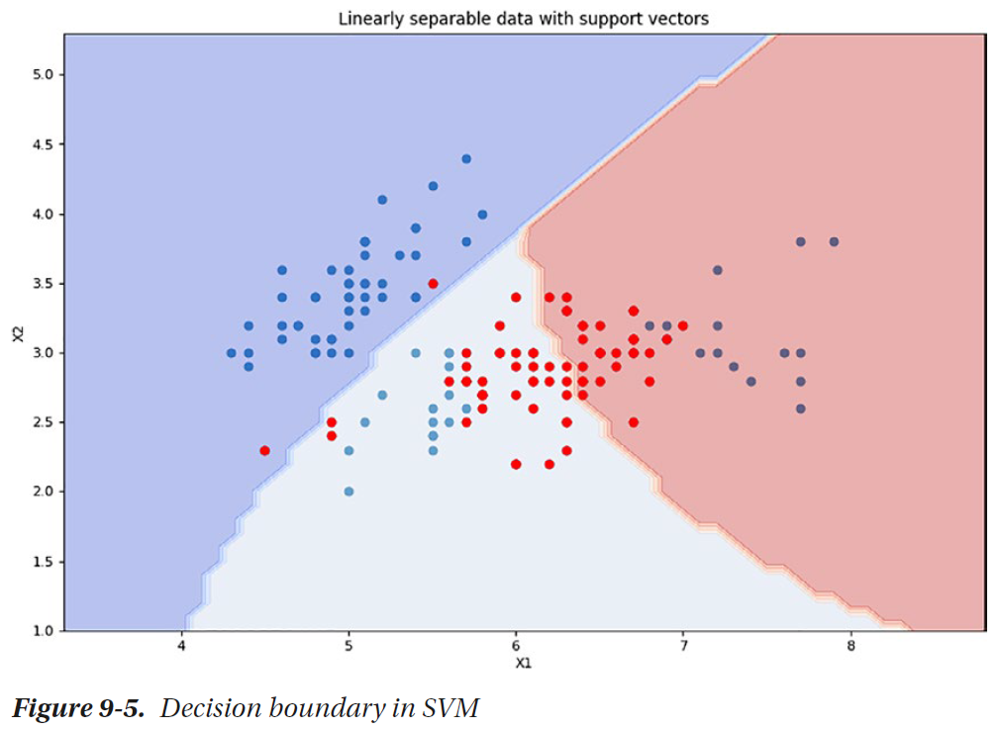 Linearly separable data with support vectors
5.0
4.5
4.0
3.5
3.0
2.5
2.0
1.5
1.0
X2
4 5 6 7 8
X1
Figure 9-5. Decision boundary in SVM